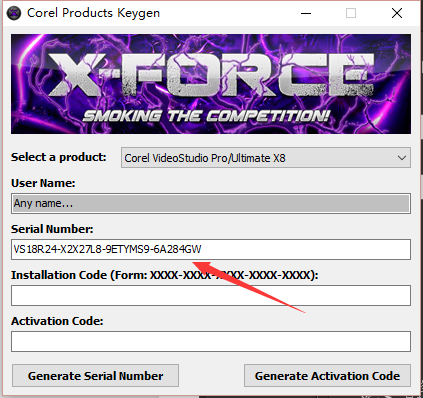 Corel Products Keygen
X-FORCE
SMOKING THE COMPETITION!
Select a product: Corel VideoStudio Pro/Ultimate X8
User Name:
Any name...
Serial Number:
VS18R24-X2X27L8-9ETYMS9-6A284GW
Installation Code (Form: XXXX-XXXX-XXXX-XXXX-XXXX):
Activation Code:
Generate Serial Number Generate Activation Code